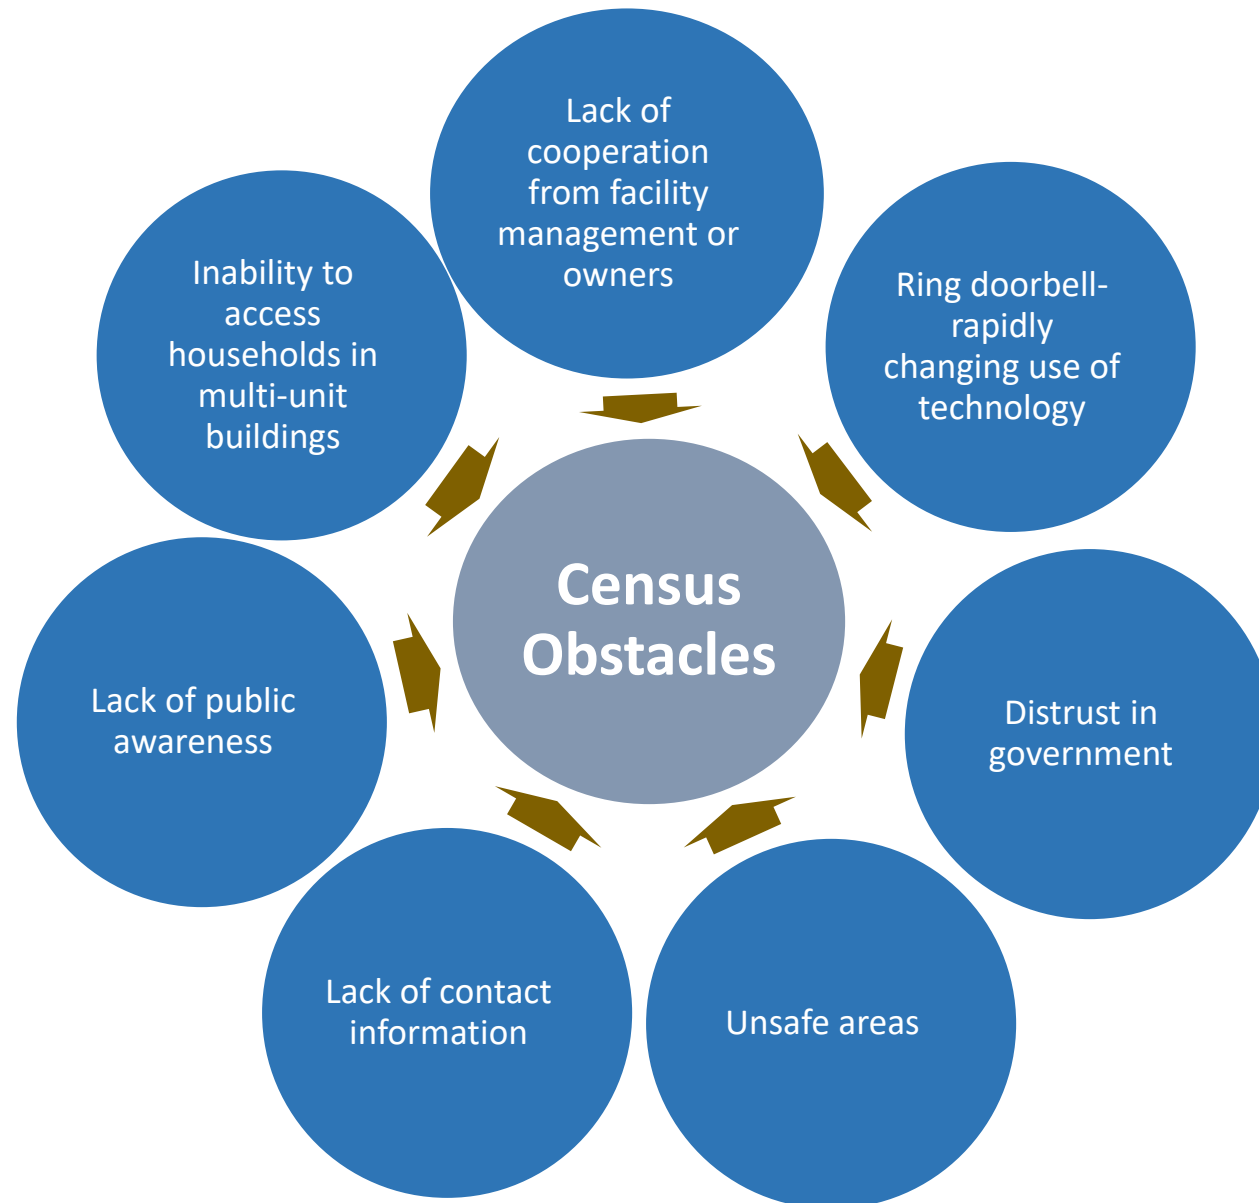 Lack of
cooperation
from facility
management or
owners
Ring doorbell-
rapidly
changing use of
technology
Distrust in
government
Unsafe areas
Lack of contact
information
Lack of public
awareness
Inability to
access
households in
multi-unit
buildings
Census
Obstacles